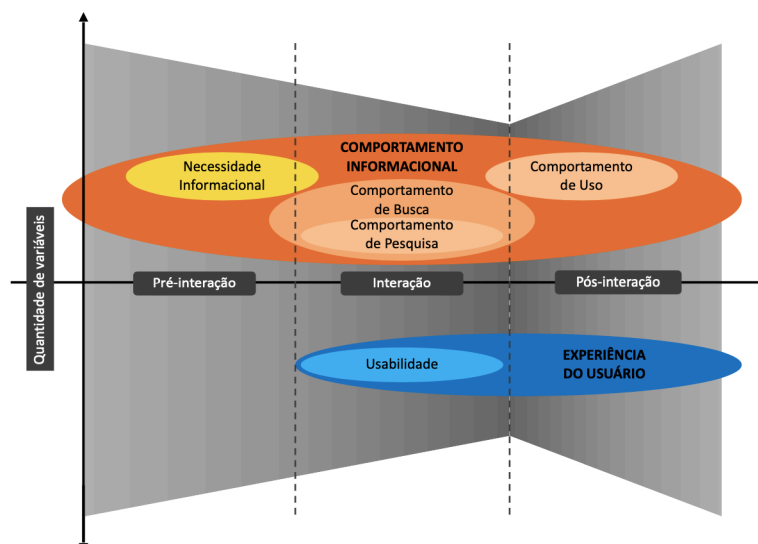 COMPORTAMENTO
INFORMACIONAL
Necessidade
Informacional
Comportamento
de Uso
Comportamento
de Busca
Comportamento
de Pesquisa
Quantidade de variáveis
Pré-interação
Interação
Pós-interação
Usabilidade
EXPERIÊNCIA
DO USUÁRIO